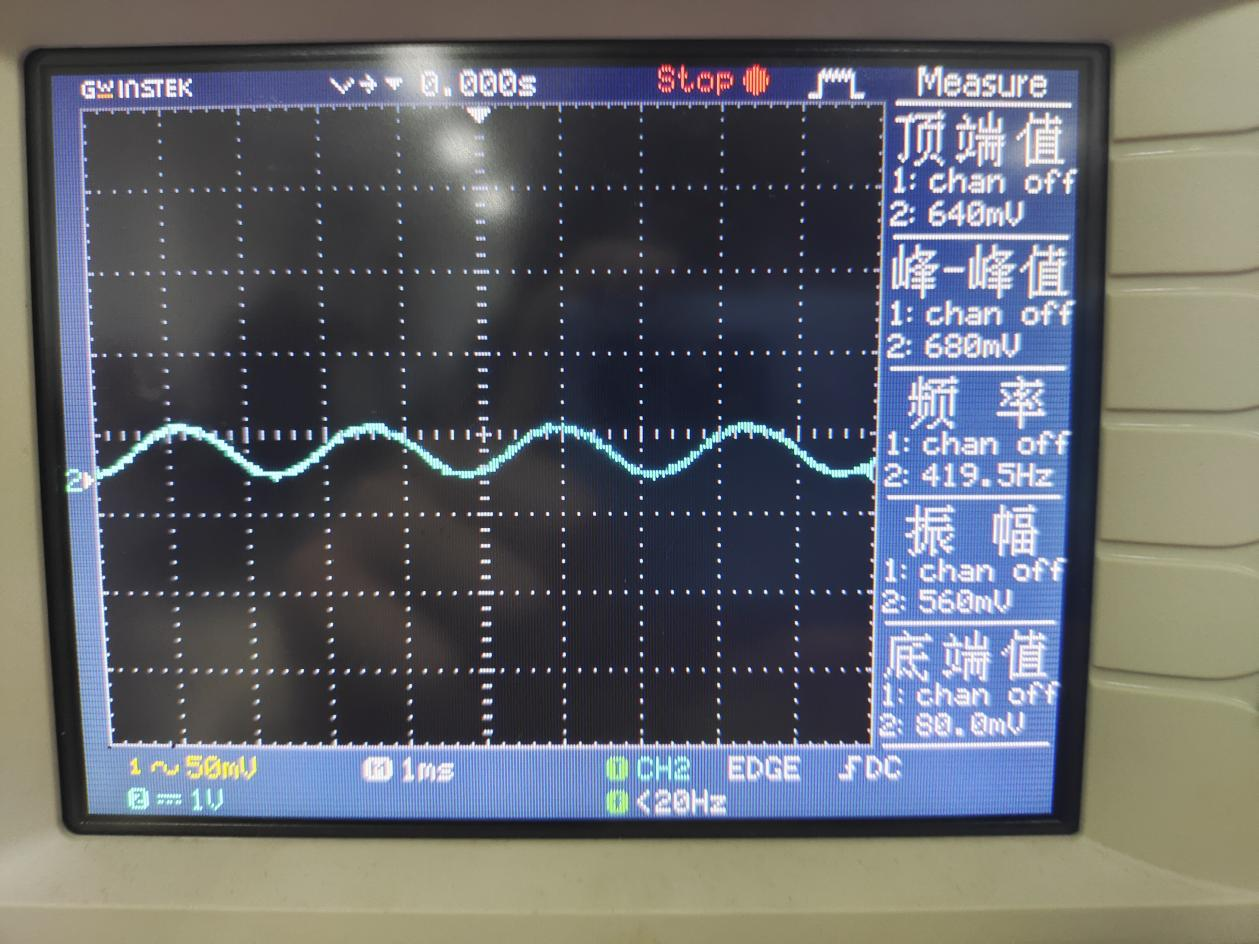 GWINSTEK 0.000s Stop Measure
顶端值
1: chan off
2: 640mV
峰-峰值
1: chan off
2: 680mV
频率
1: chan off
2: 419.5Hz
振幅
1: chan off
2: 560mV
底端值
1: chan off
2: 80.0mV
2
1 50mV M 1ms T CH2 EDGE DC
2 1V <20Hz